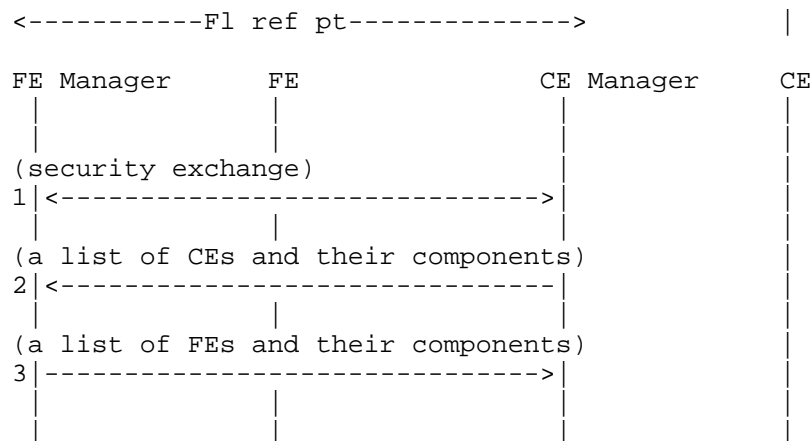 <-----------Fl ref pt-------------->             |
FE Manager      FE                 CE Manager     CE
(security exchange)
1|<------------------------------>|
(a list of CEs and their components)
2|<-------------------------------|
(a list of FEs and their components)
3|------------------------------->|